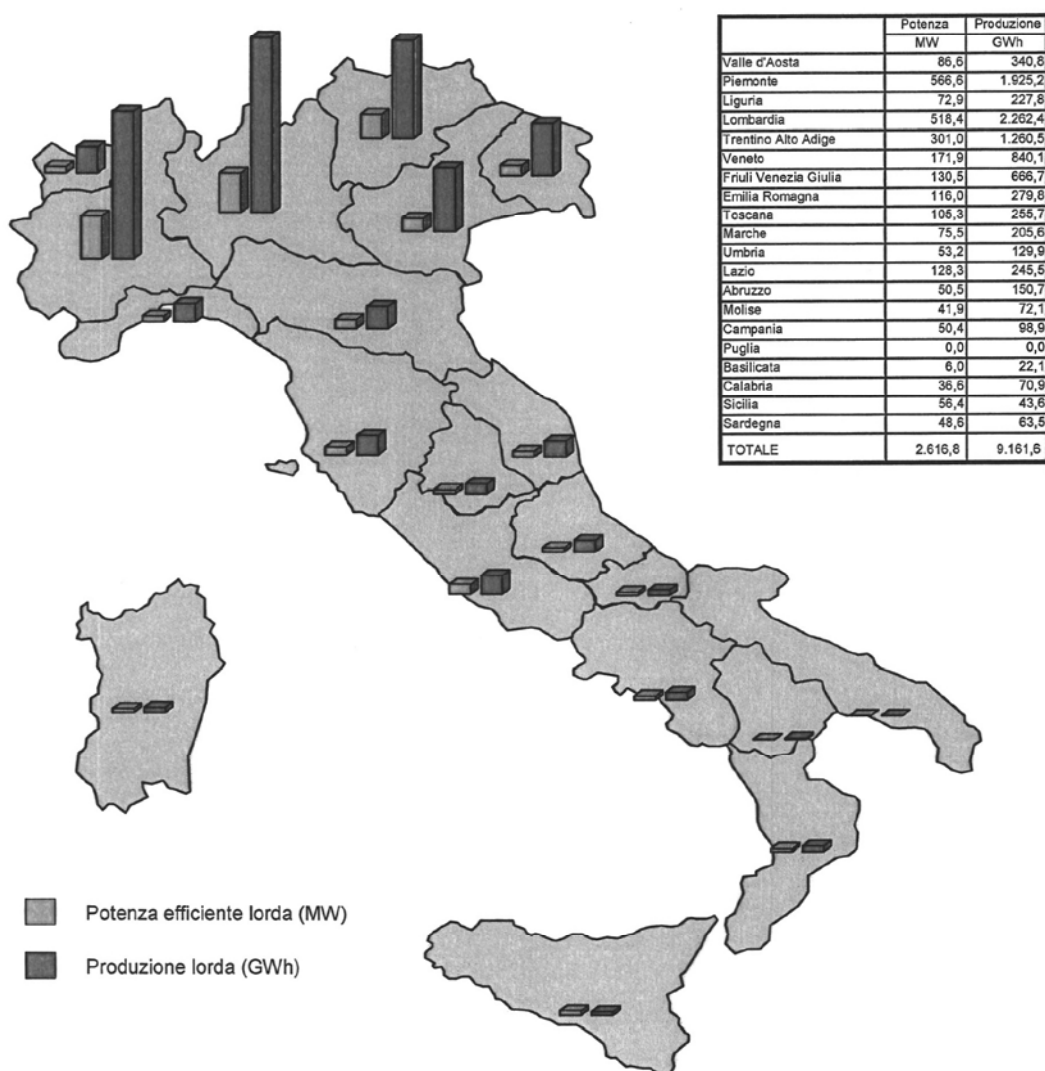 Potenza Produzione
MW GWh
Valle d'Aosta 86,6 340,8
Piemonte 566,6 1.925,2
Liguria 72,9 227,8
Lombardia 518,4 2.262,4
Trentino Alto Adige 301,0 1.260,5
Veneto 171,9 840,1
Friuli Venezia Giulia 130,5 666,7
Emilia Romagna 116,0 279,8
Toscana 105,3 255,7
Marche 75,5 205,6
Umbria 53,2 129,9
Lazio 128,3 245,5
Abruzzo 50,5 150,7
Molise 41,9 72,1
Campania 50,4 98,9
Puglia 0,0 0,0
Basilicata 6,0 22,1
Calabria 36,6 70,9
Sicilia 56,4 43,6
Sardegna 48,6 63,5
TOTALE 2.616,8 9.161,6
Potenza efficiente lorda (MW)
Produzione lorda (GWh)